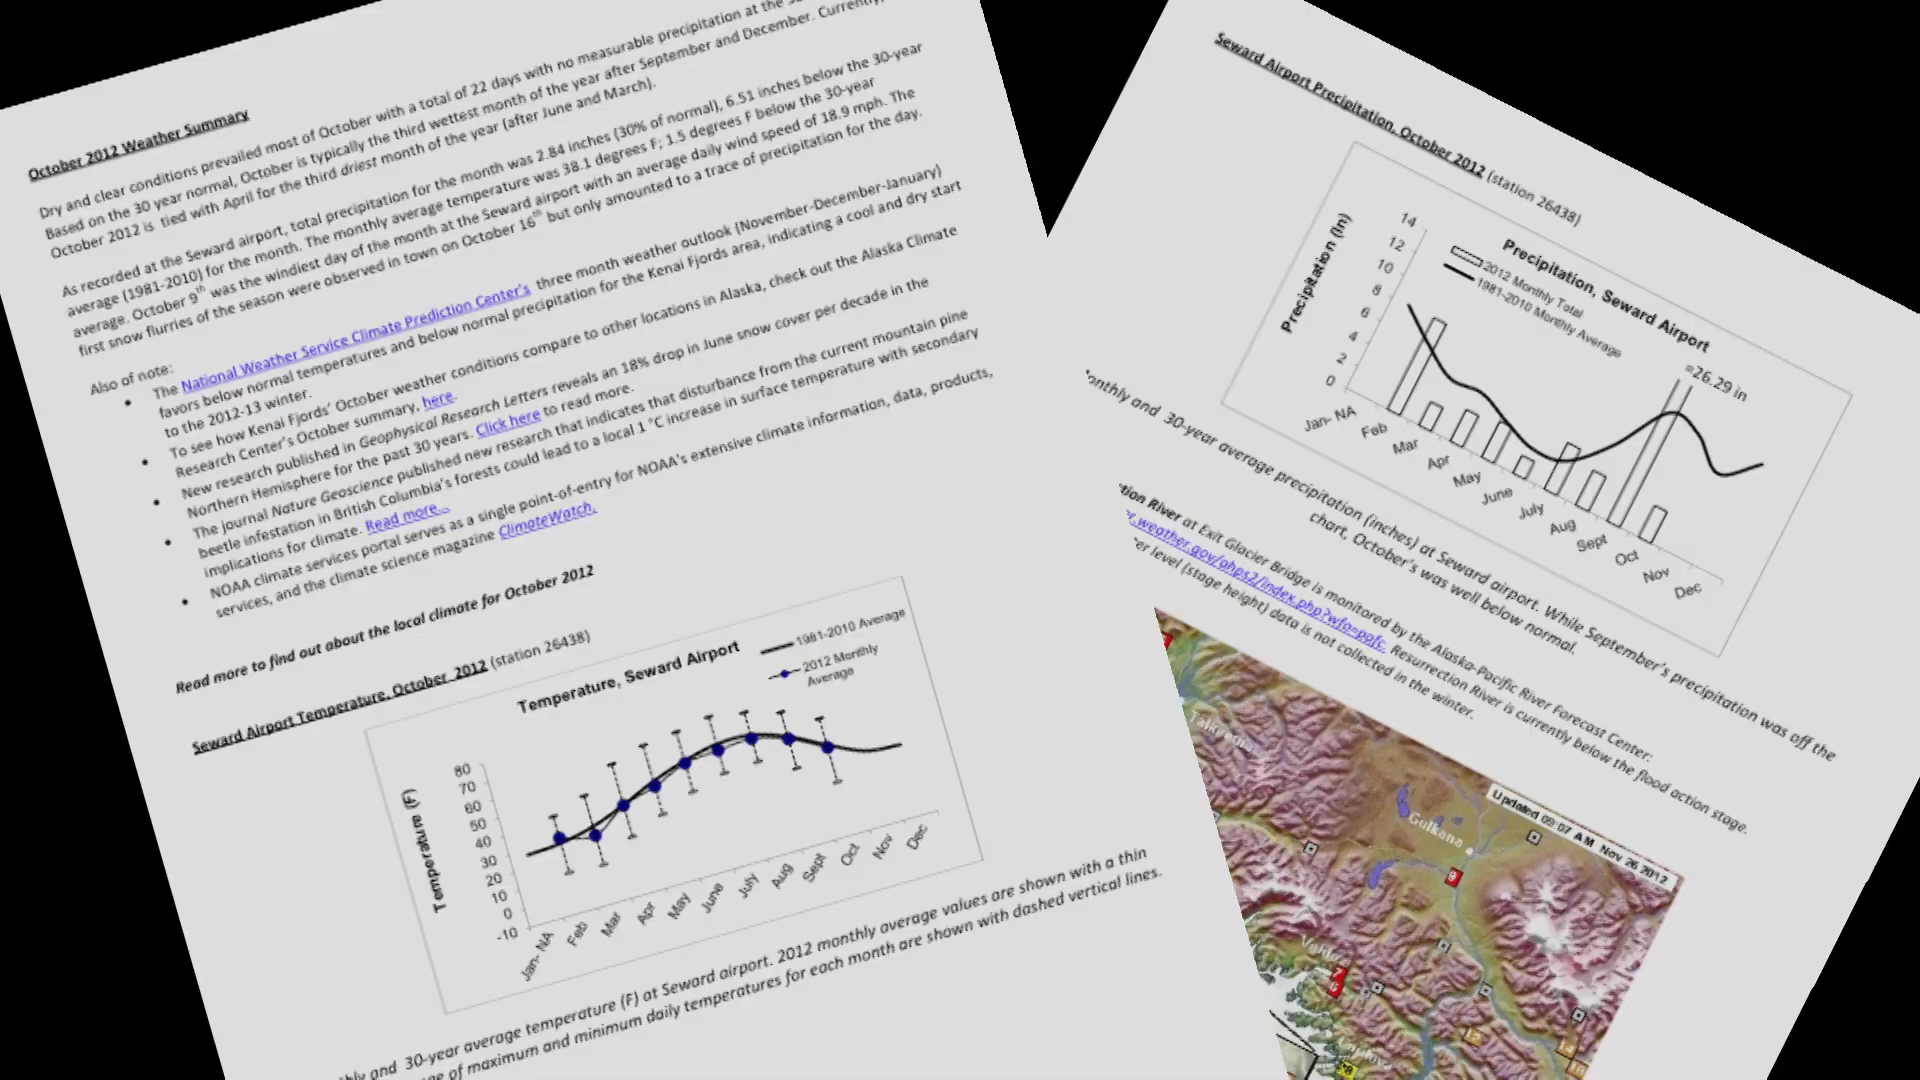 October 2012 Weather Summary
Dry and clear conditions prevailed most of October with a total of 22 days with no measurable precipitation at the
Based on the 30 year normal, October is typically the third wettest month of the year after September and December. Currently,
October 2012 is tied with April for the third driest month of the year (after June and March).
As recorded at the Seward airport, total precipitation for the month was 2.84 inches (30% of normal), 6.51 inches below the 30-year
average (1981-2010) for the month. The monthly average temperature was 38.1 degrees F; 1.5 degrees F below the 30-year
average. October 9th was the windiest day of the month at the Seward airport with an average daily wind speed of 18.9 mph. The
first snow flurries of the season were observed in town on October 16th but only amounted to a trace of precipitation for the day.
Also of note:
• The National Weather Service Climate Prediction Center's three month weather outlook (November-December-January)
favors below normal temperatures and below normal precipitation for the Kenai Fjords area, indicating a cool and dry start
to the 2012-13 winter.
• To see how Kenai Fjords' October weather conditions compare to other locations in Alaska, check out the Alaska Climate
Research Center's October summary, here.
• New research published in Geophysical Research Letters reveals an 18% drop in June snow cover per decade in the
Northern Hemisphere for the past 30 years. Click here to read more.
• The journal Nature Geoscience published new research that indicates that disturbance from the current mountain pine
beetle infestation in British Columbia's forests could lead to a local 1 °C increase in surface temperature with secondary
implications for climate. Read more...
• NOAA climate services portal serves as a single point-of-entry for NOAA's extensive climate information, data, products,
services, and the climate science magazine ClimateWatch.
Read more to find out about the local climate for October 2012
Seward Airport Temperature, October, 2012 (station 26438)
Temperature, Seward Airport
1981-2010 Average
2012 Monthly
Average
Temperature (F)
80
70
60
50
40
30
20
10
0
-10
Jan- NA
Feb
Mar
Apr
May
June
July
Aug
Sept
Oct
Nov
Dec
and 30-year average temperature (F) at Seward airport. 2012 monthly average values are shown with a thin
of maximum and minimum daily temperatures for each month are shown with dashed vertical lines.
Seward Airport Precipitation, October 2012 (station 26438)
Precipitation, Seward Airport
2012 Monthly Total
1981-2010 Monthly Average
=26.29 in
Precipitation (in)
14
12
10
8
6
4
2
0
Jan- NA
Feb
Mar
Apr
May
June
July
Aug
Sept
Oct
Nov
Dec
and 30-year average precipitation (inches) at Seward airport. While September's precipitation was off the
chart, October's was well below normal.
River at Exit Glacier Bridge is monitored by the Alaska-Pacific River Forecast Center:
.weather.gov/ahps2/index.php?wfo=pafc. Resurrection River is currently below the flood action stage.
level (stage height) data is not collected in the winter.
Updated 09:07 AM Nov 26 2012
Talkeetna
Gulkana
9
Valdez
7
6